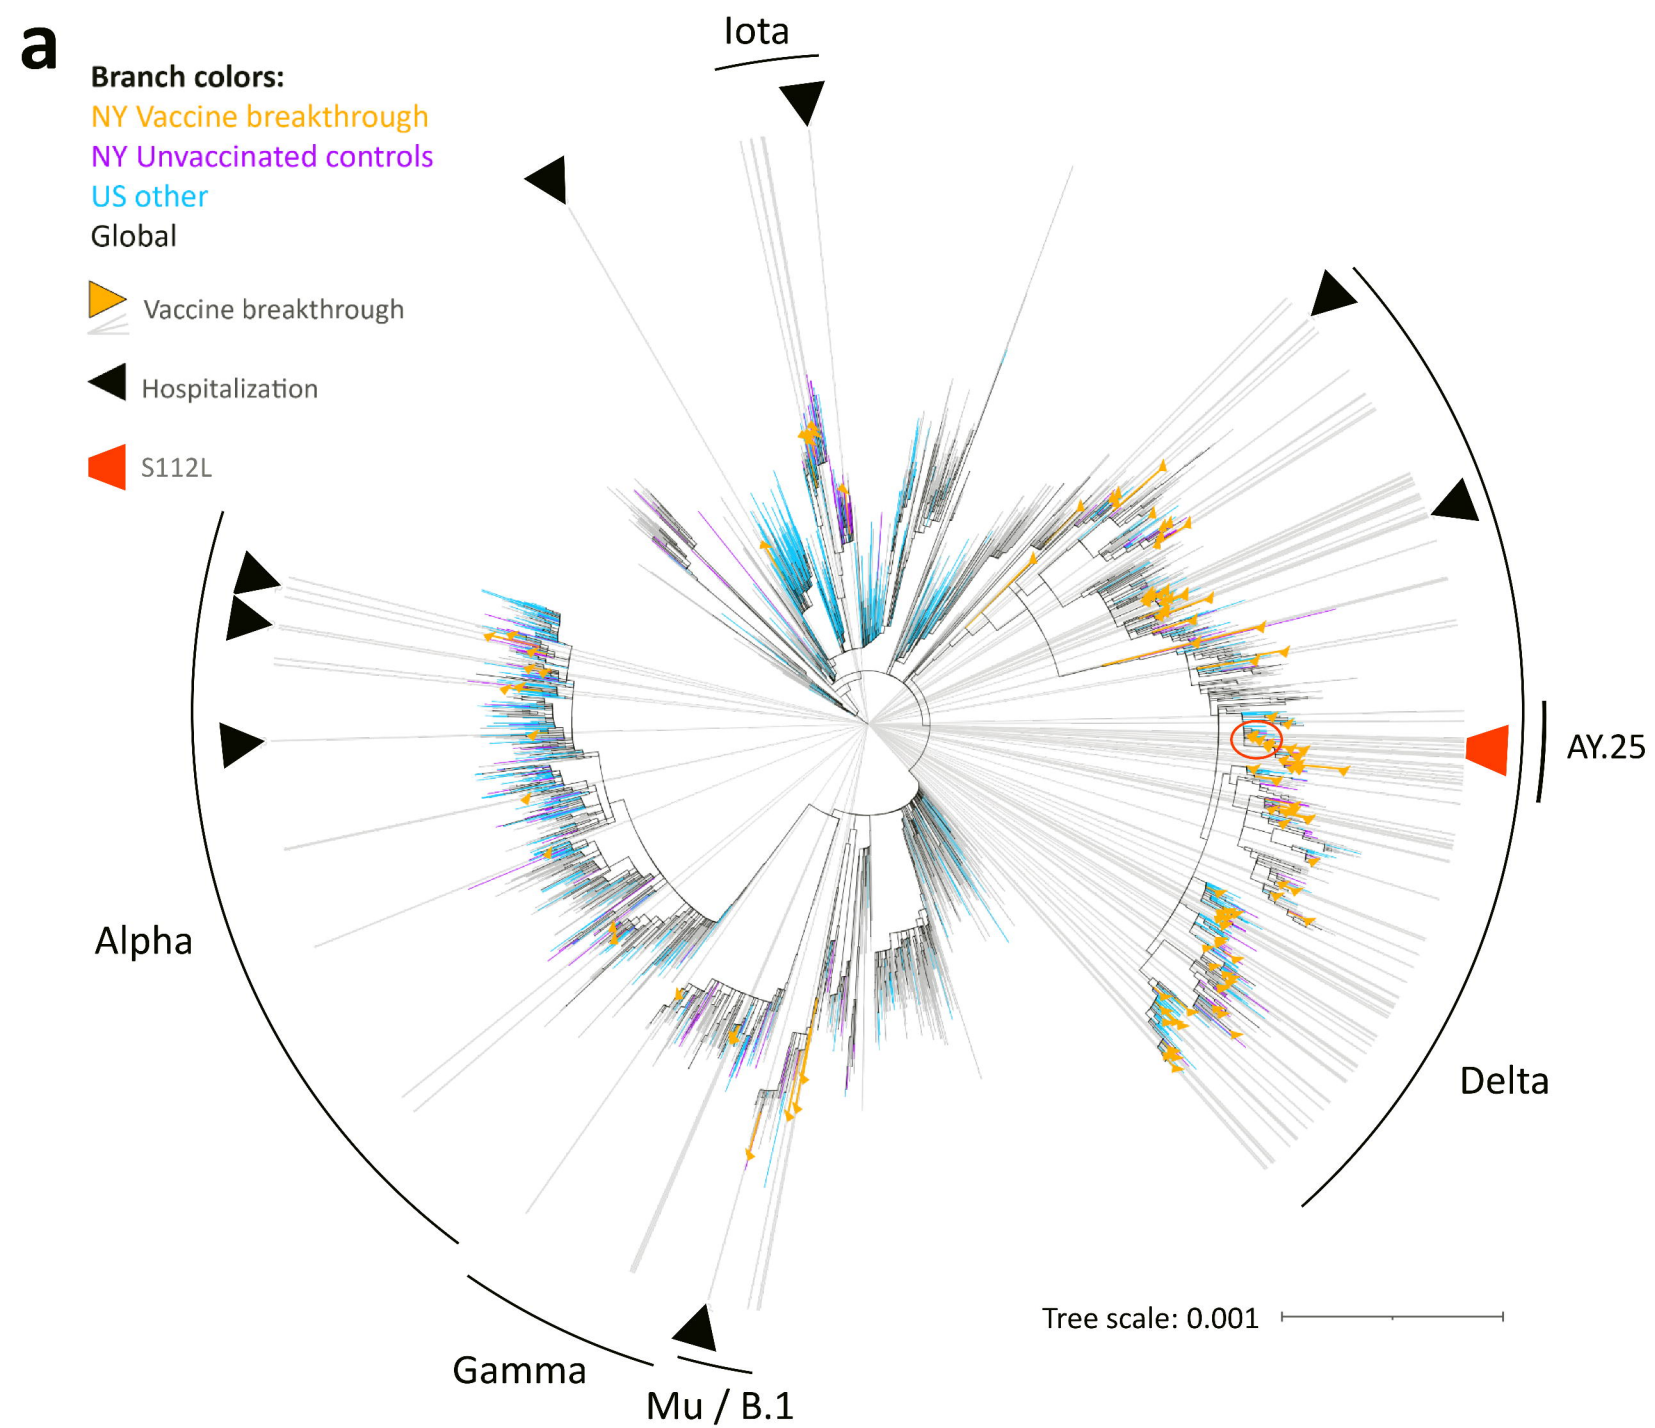 a
Iota
Branch colors:
NY Vaccine breakthrough
NY Unvaccinated controls
US other
Global
Vaccine breakthrough
Hospitalization
S112L
AY.25
Alpha
Delta
Tree scale: 0.001
Gamma
Mu / B.1